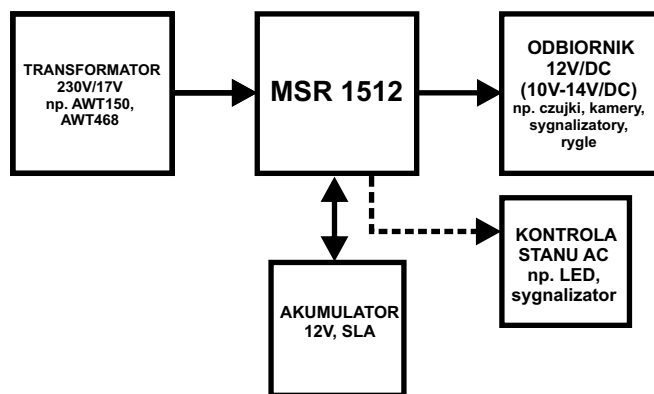 TRANSFORMATOR
230V/17V
np. AWT150,
AWT468
MSR 1512
ODBIORNIK
12V/DC
(10V-14V/DC)
np. czujki, kamery,
sygnalizatory,
rygle
KONTROLA
STANU AC
np. LED,
sygnalizator
AKUMULATOR
12V, SLA